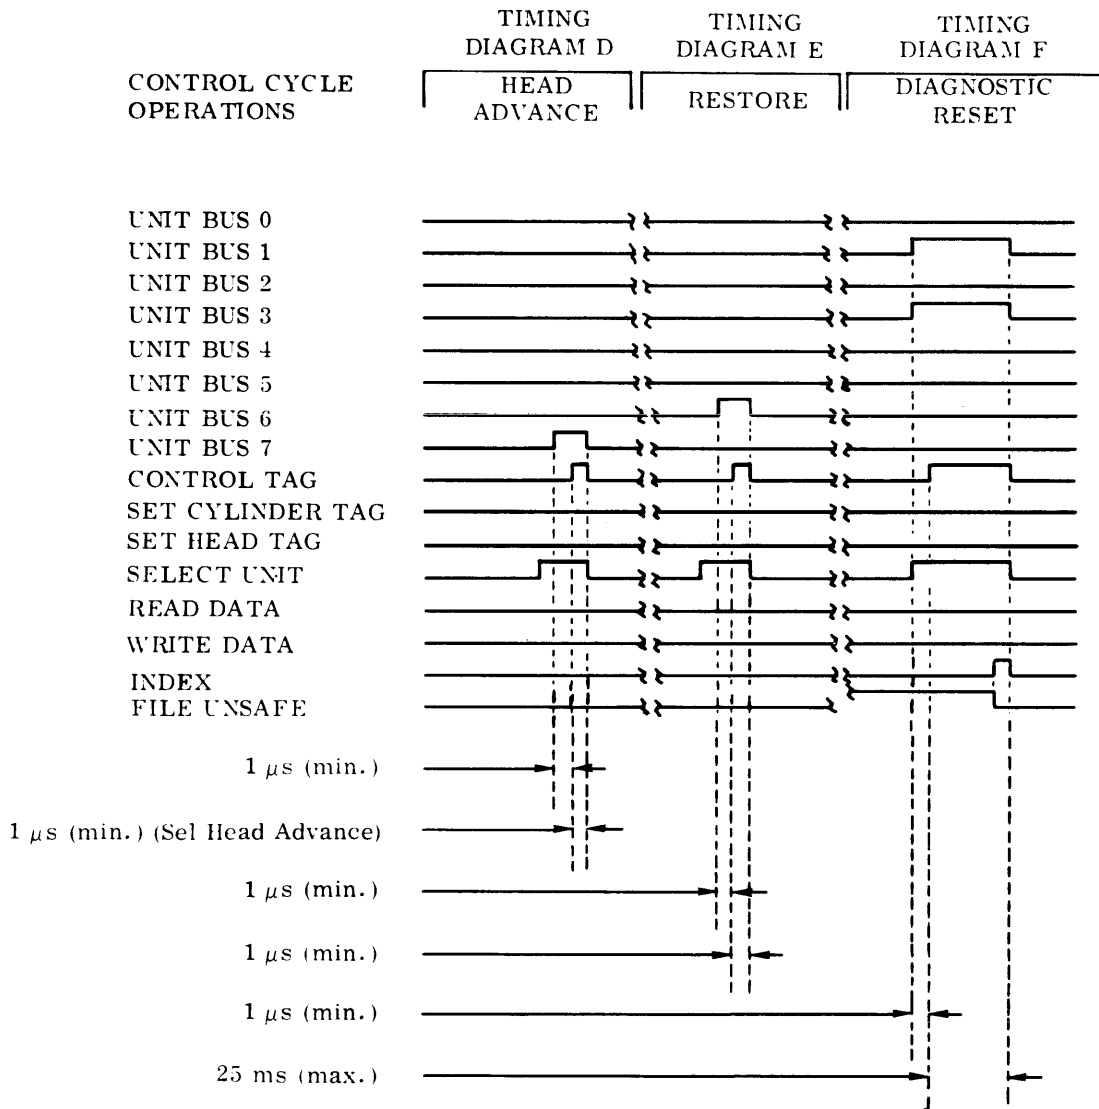 TIMING DIAGRAM D
TIMING DIAGRAM E
TIMING DIAGRAM F
CONTROL CYCLE OPERATIONS
HEAD ADVANCE
RESTORE
DIAGNOSTIC RESET
UNIT BUS 0
UNIT BUS 1
UNIT BUS 2
UNIT BUS 3
UNIT BUS 4
UNIT BUS 5
UNIT BUS 6
UNIT BUS 7
CONTROL TAG
SET CYLINDER TAG
SET HEAD TAG
SELECT UNIT
READ DATA
WRITE DATA
INDEX
FILE UNSAFE
1 μs (min.)
1 μs (min.) (Sel Head Advance)
1 μs (min.)
1 μs (min.)
1 μs (min.)
25 ms (max.)